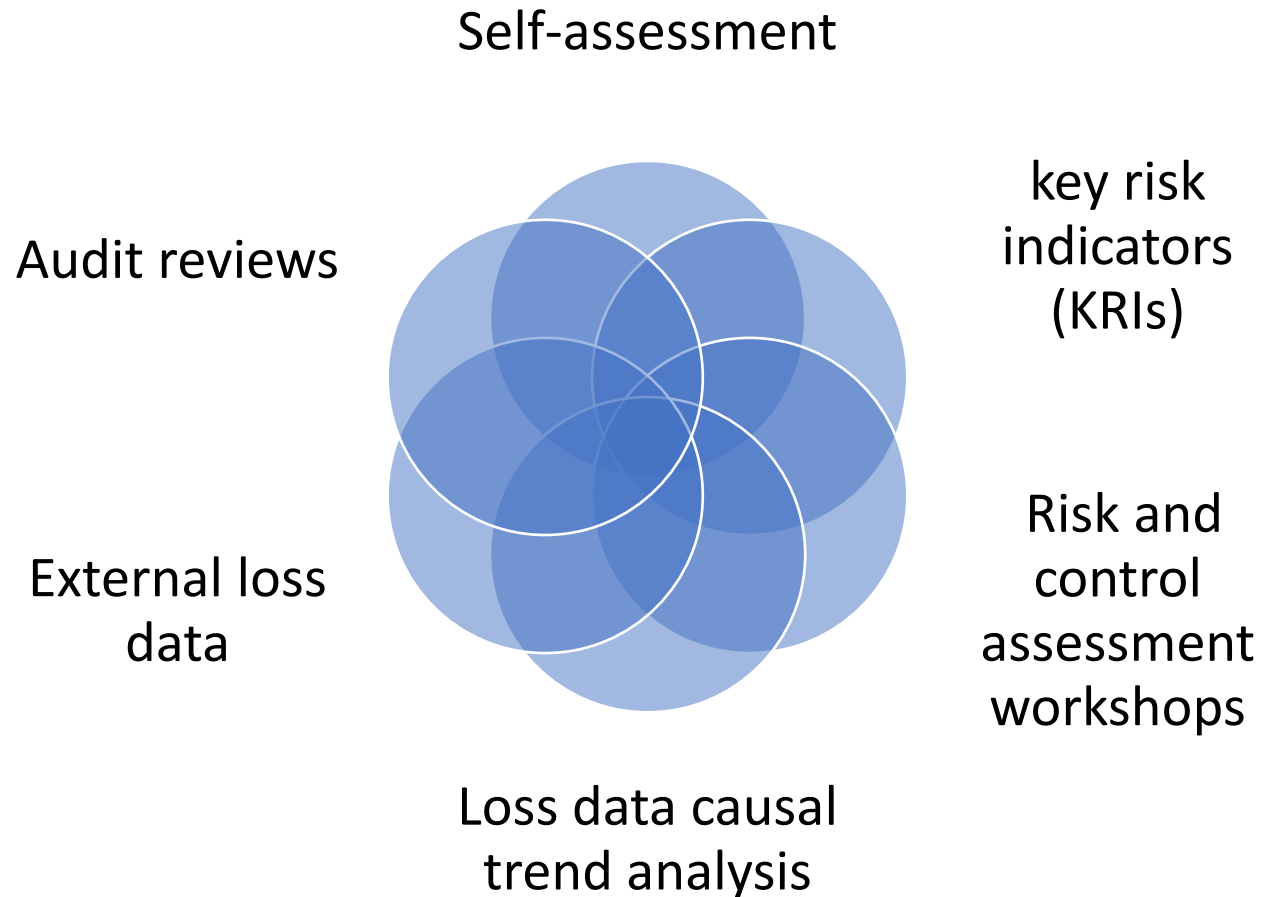 Self-assessment
key risk
indicators
(KRIs)
Risk and
control
assessment
workshops
Loss data causal
trend analysis
External loss
data
Audit reviews